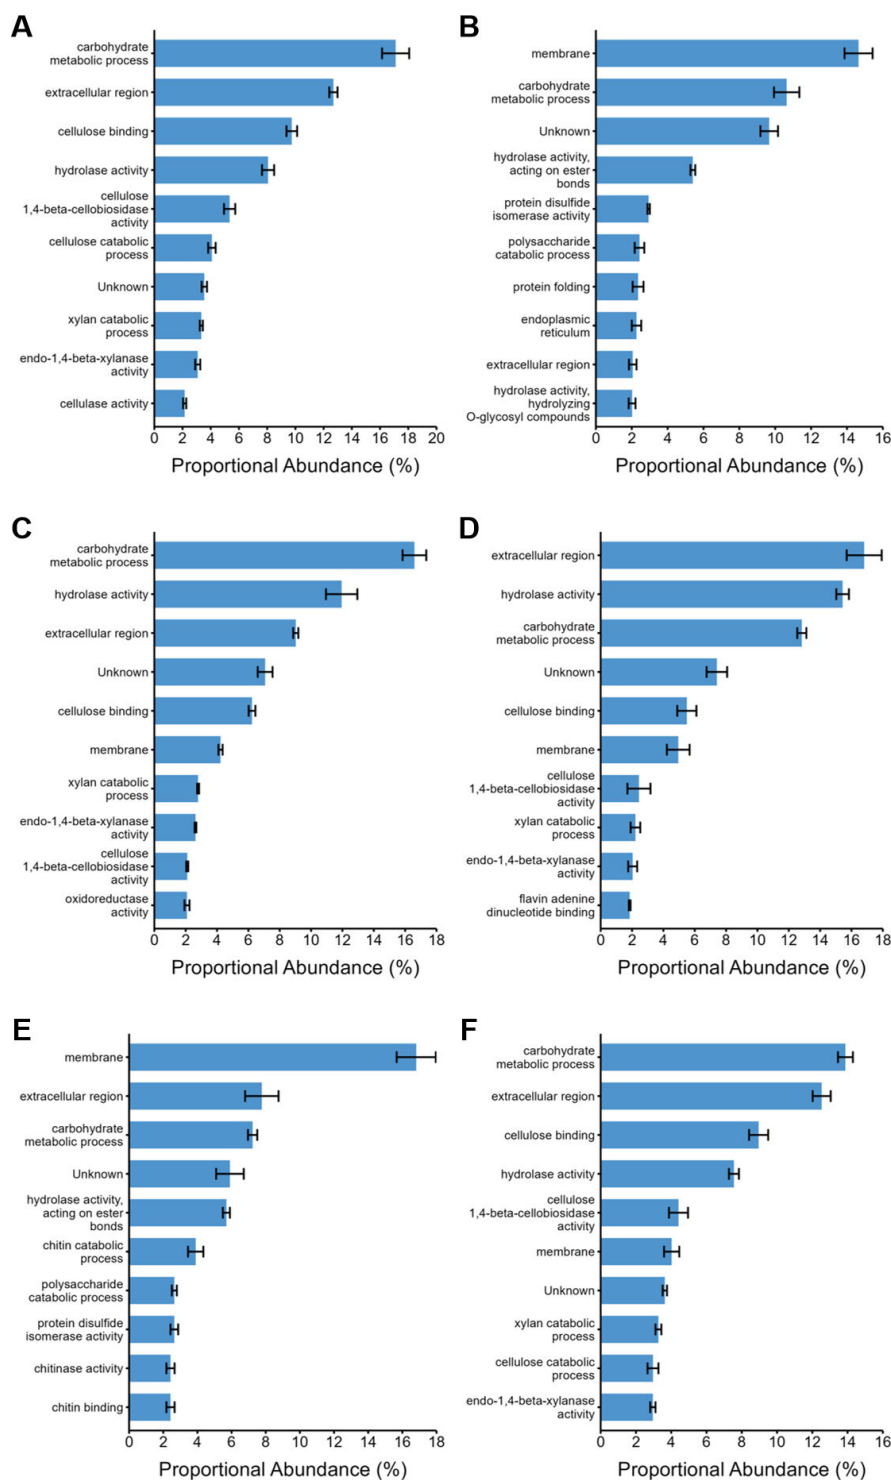 A
carbohydrate
metabolic process
extracellular region
cellulose binding
hydrolase activity
cellulose
1,4-beta-cellobiosidase
activity
cellulose catabolic
process
Unknown
xylan catabolic
process
endo-1,4-beta-xylanase
activity
cellulase activity
0 2 4 6 8 10 12 14 16 18 20
Proportional Abundance (%)
B
membrane
carbohydrate
metabolic process
Unknown
hydrolase activity,
acting on ester
bonds
protein disulfide
isomerase activity
polysaccharide
catabolic process
protein folding
endoplasmic
reticulum
extracellular region
hydrolase activity,
hydrolyzing
O-glycosyl compounds
0 2 4 6 8 10 12 14 16
Proportional Abundance (%)
C
carbohydrate
metabolic process
hydrolase activity
extracellular region
Unknown
cellulose binding
membrane
xylan catabolic
process
endo-1,4-beta-xylanase
activity
cellulose
1,4-beta-cellobiosidase
activity
oxidoreductase
activity
0 2 4 6 8 10 12 14 16 18
Proportional Abundance (%)
D
extracellular region
hydrolase activity
carbohydrate
metabolic process
Unknown
cellulose binding
membrane
cellulose
1,4-beta-cellobiosidase
activity
xylan catabolic
process
endo-1,4-beta-xylanase
activity
flavin adenine
dinucleotide binding
0 2 4 6 8 10 12 14 16 18
Proportional Abundance (%)
E
membrane
extracellular region
carbohydrate
metabolic process
Unknown
hydrolase activity,
acting on ester
bonds
chitin catabolic
process
polysaccharide
catabolic process
protein disulfide
isomerase activity
chitinase activity
chitin binding
0 2 4 6 8 10 12 14 16 18
Proportional Abundance (%)
F
carbohydrate
metabolic process
extracellular region
cellulose binding
hydrolase activity
cellulose
1,4-beta-cellobiosidase
activity
membrane
Unknown
xylan catabolic
process
cellulose catabolic
process
endo-1,4-beta-xylanase
activity
0 2 4 6 8 10 12 14 16
Proportional Abundance (%)